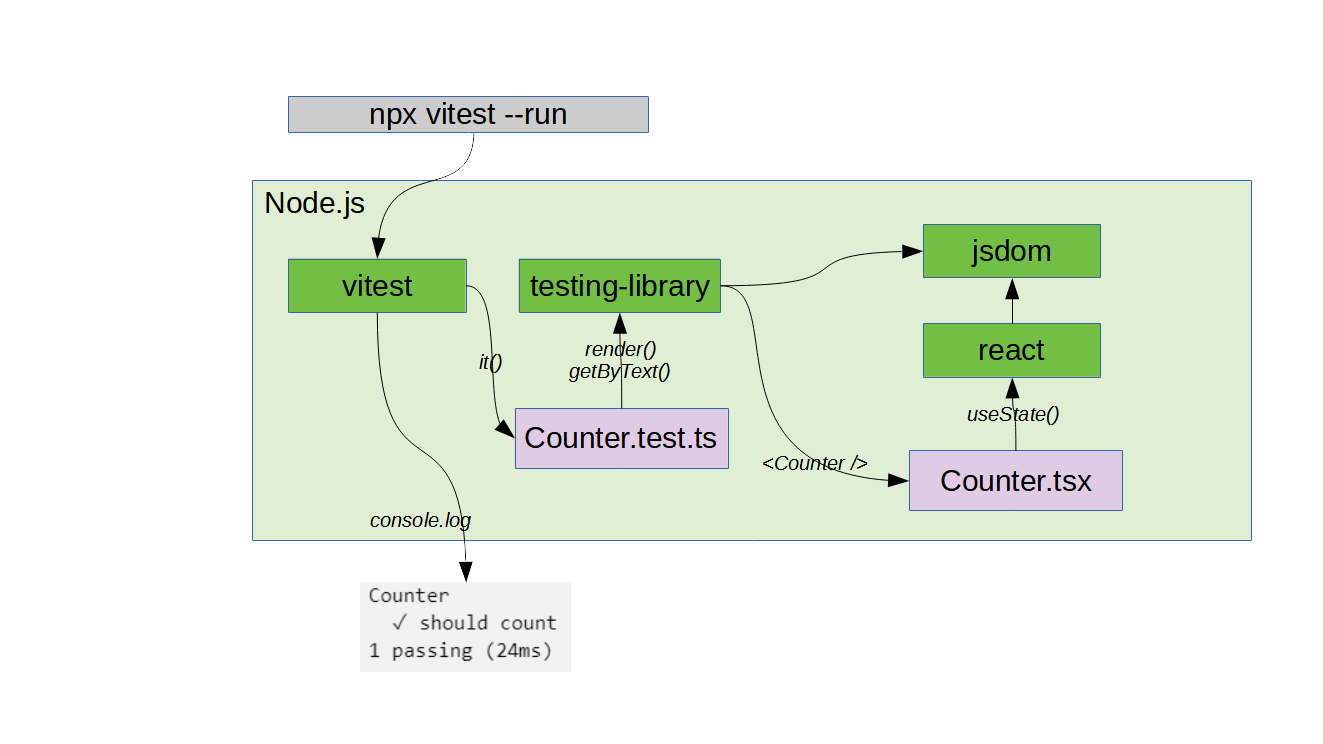 npx vitest --run
Node.js
vitest
testing-library
jsdom
react
it()
render()
getByText()
useState()
Counter.test.ts
<Counter />
Counter.tsx
console.log
Counter
✓ should count
1 passing (24ms)